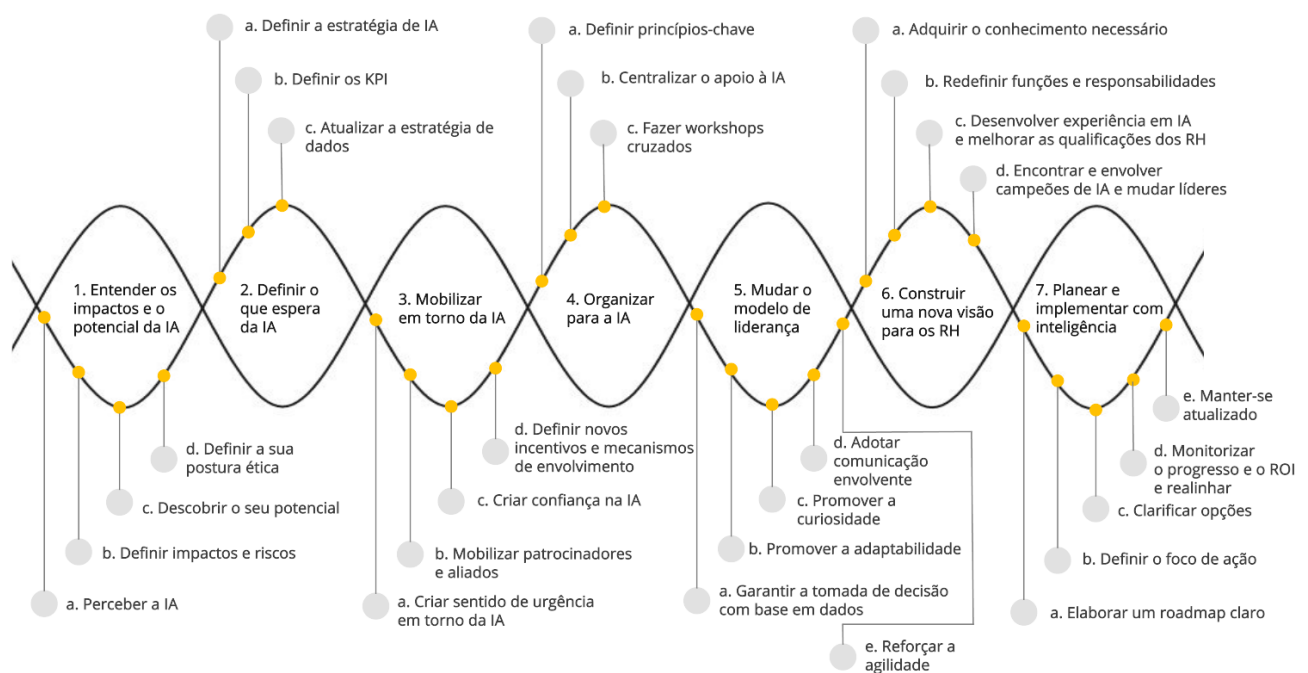 a. Definir a estratégia de IA
b. Definir os KPI
c. Atualizar a estratégia de
dados
a. Definir princípios-chave
b. Centralizar o apoio à IA
c. Fazer workshops
cruzados
a. Adquirir o conhecimento necessário
b. Redefinir funções e responsabilidades
c. Desenvolver experiência em IA
e melhorar as qualificações dos RH
d. Encontrar e envolver
campeões de IA e mudar líderes
1. Entender os
impactos e o
potencial da IA
2. Definir o
que espera
da IA
3. Mobilizar
em torno da IA
4. Organizar
para a IA
5. Mudar o
modelo de
liderança
6. Construir
uma nova visão
para os RH
7. Planear e
implementar com
inteligência
d. Definir a sua
postura ética
c. Descobrir o seu potencial
b. Definir impactos e riscos
a. Perceber a IA
d. Definir novos
incentivos e mecanismos
de envolvimento
c. Criar confiança na IA
b. Mobilizar patrocinadores
e aliados
a. Criar sentido de urgência
em torno da IA
d. Adotar
comunicação
envolvente
c. Promover a
curiosidade
b. Promover a adaptabilidade
a. Garantir a tomada de decisão
com base em dados
e. Reforçar a
agilidade
e. Manter-se
atualizado
d. Monitorizar
o progresso e o ROI
e realinhar
c. Clarificar opções
b. Definir o foco de ação
a. Elaborar um roadmap claro